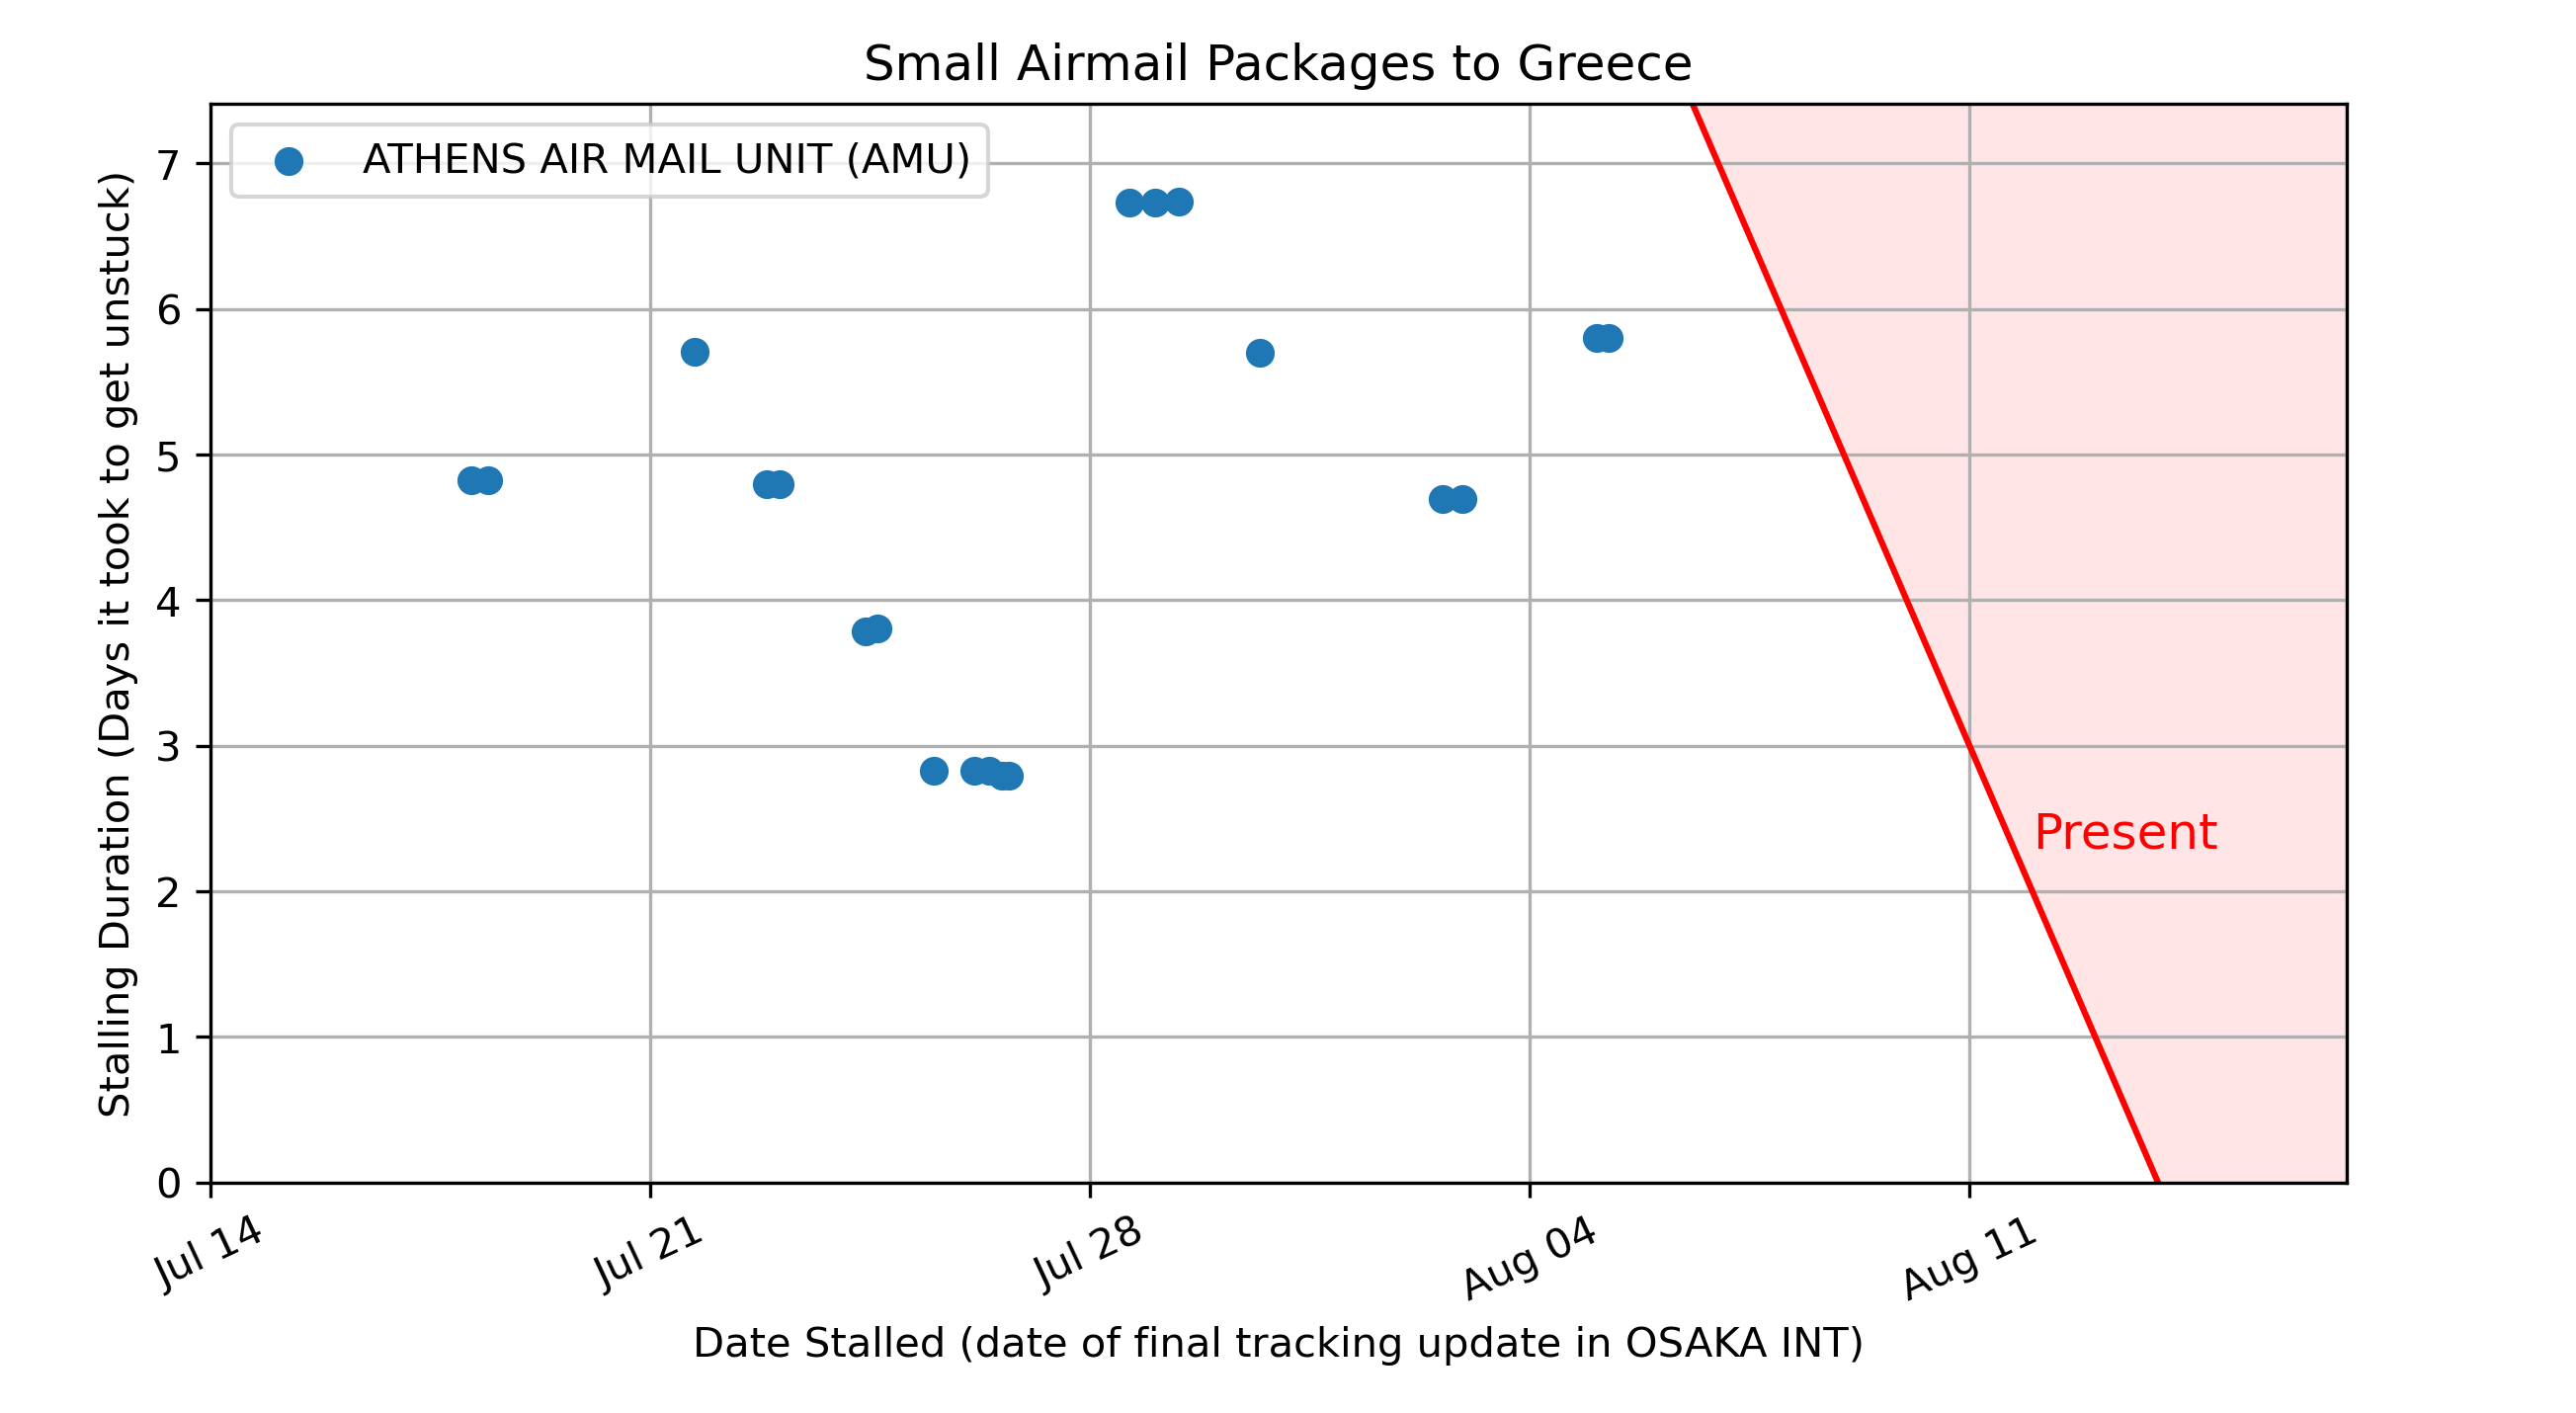 Small Airmail Packages to Greece
ATHENS AIR MAIL UNIT (AMU)
Stalling Duration (Days it took to get unstuck)
7
6
5
4
3
2
1
0
Present
Jul 14
Jul 21
Jul 28
Aug 04
Aug 11
Date Stalled (date of final tracking update in OSAKA INT)